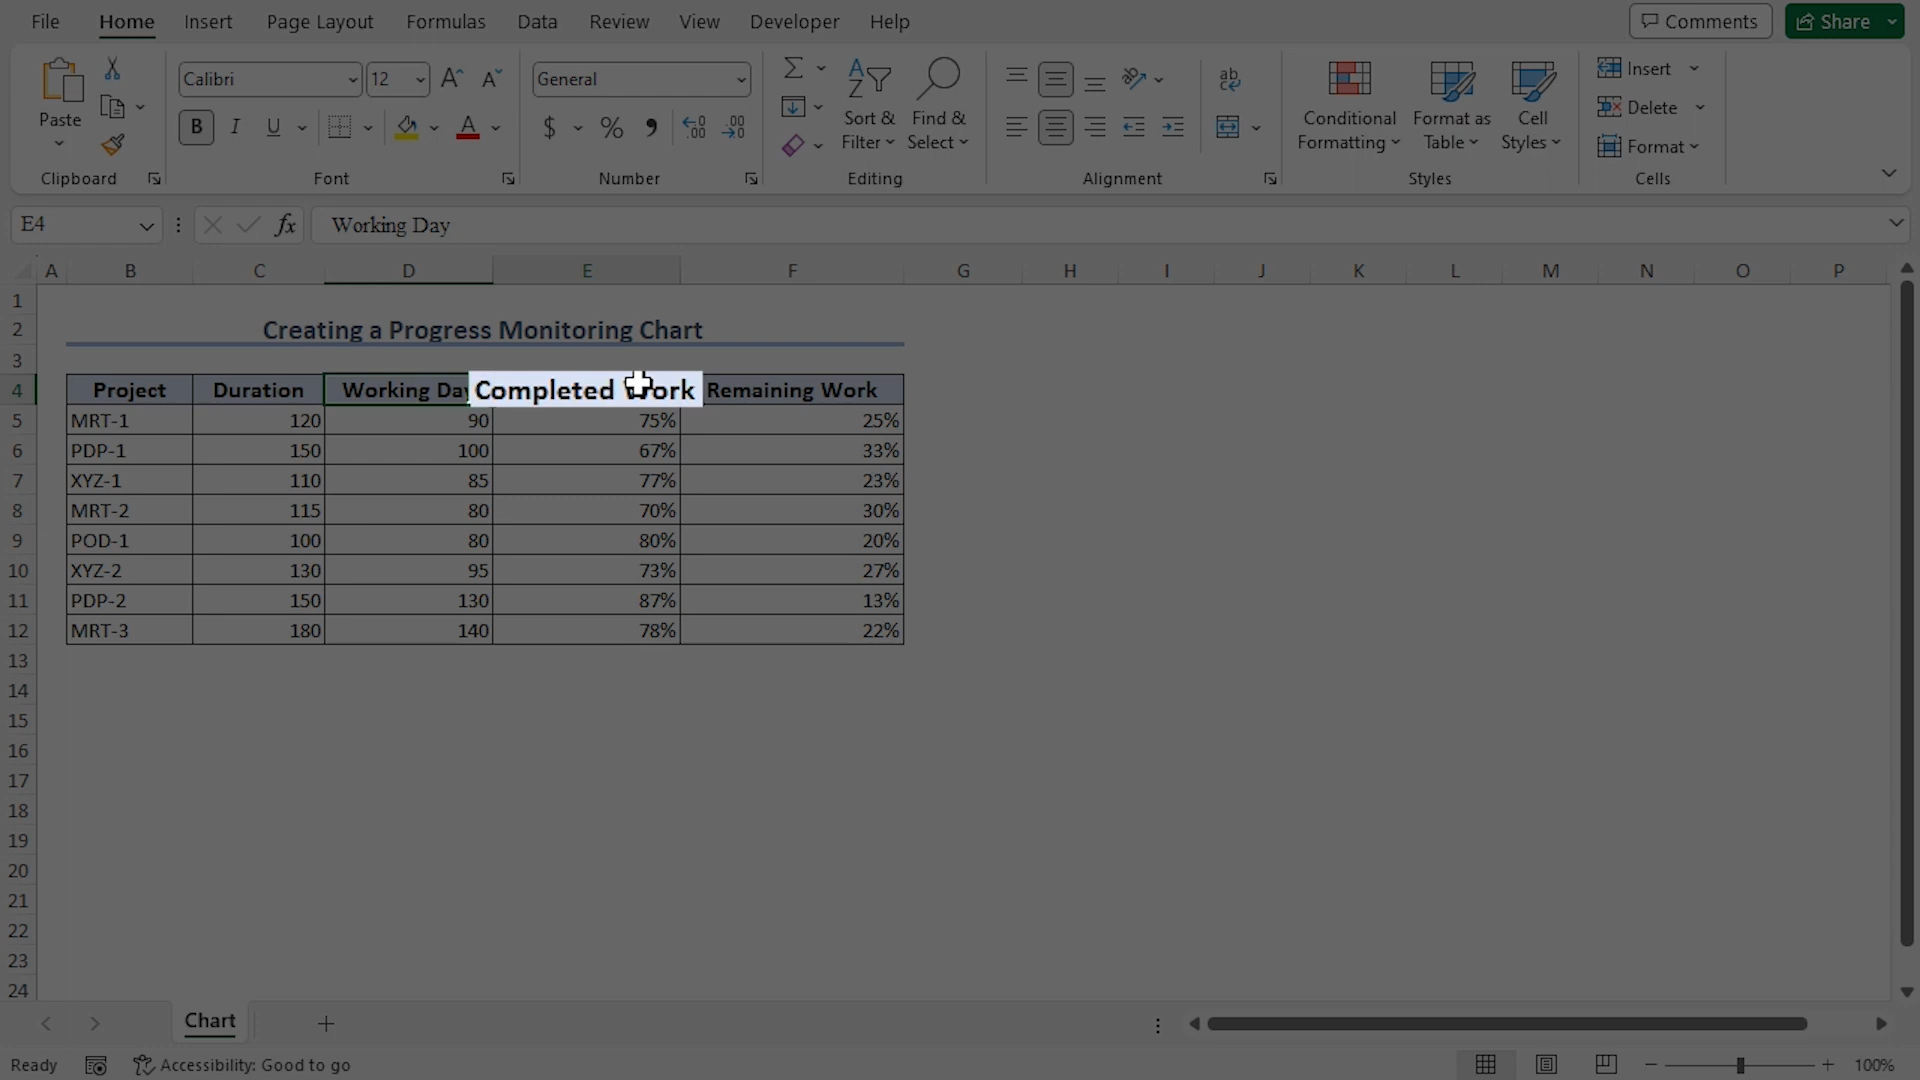 File Home Insert Page Layout Formulas Data Review View Developer Help Comments Share
Calibri 12 General
Paste B I U $ % Sort & Filter Find & Select ab Conditional Formatting Format as Table Cell Styles Insert Delete Format
Clipboard Font Number Editing Alignment Styles Cells
E4 fx Working Day
A B C D E F G H I J K L M N O P
1
2 Creating a Progress Monitoring Chart
3
4 Project Duration Working Day Completed Work Remaining Work
5 MRT-1 120 90 75% 25%
6 PDP-1 150 100 67% 33%
7 XYZ-1 110 85 77% 23%
8 MRT-2 115 80 70% 30%
9 POD-1 100 80 80% 20%
10 XYZ-2 130 95 73% 27%
11 PDP-2 150 130 87% 13%
12 MRT-3 180 140 78% 22%
13
14
15
16
17
18
19
20
21
22
23
24
Chart
Ready Accessibility: Good to go 100%